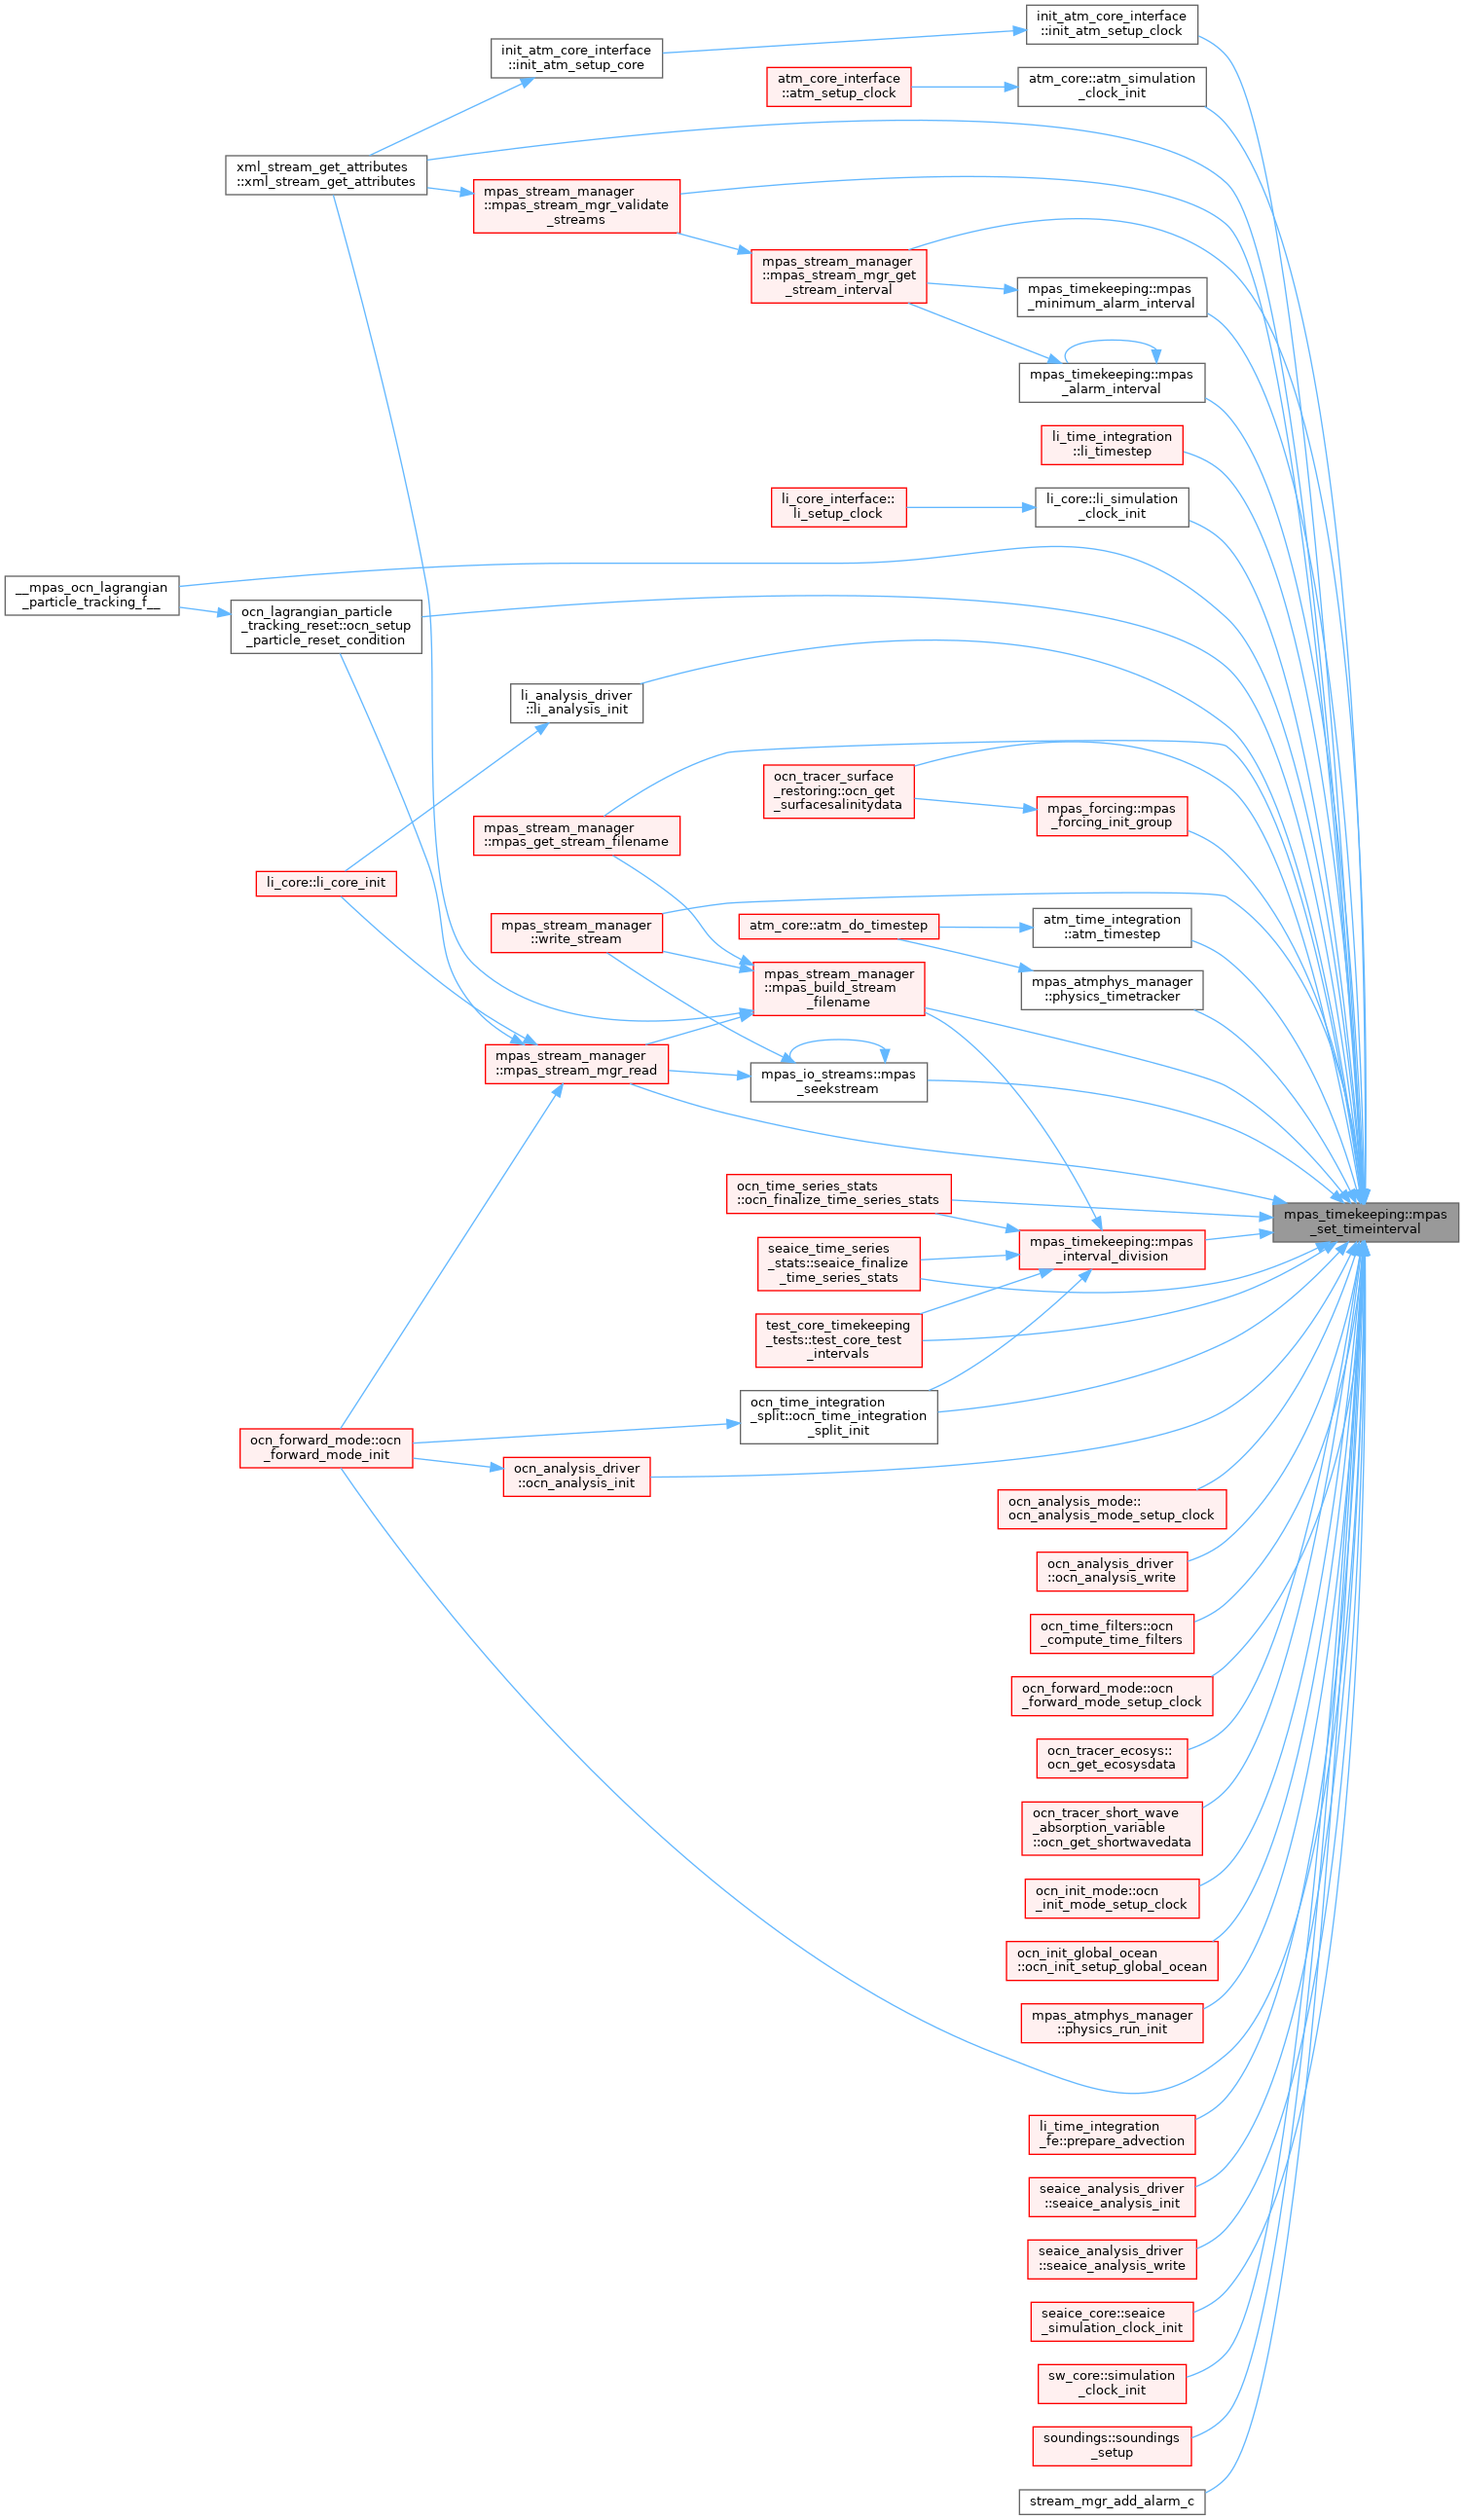 init_atm_core_interface
::init_atm_setup_clock
init_atm_core_interface
::init_atm_setup_core
atm_core_interface
::atm_setup_clock
atm_core::atm_simulation
_clock_init
xml_stream_get_attributes
::xml_stream_get_attributes
mpas_stream_manager
::mpas_stream_mgr_validate
_streams
mpas_stream_manager
::mpas_stream_mgr_get
_stream_interval
mpas_timekeeping::mpas
_minimum_alarm_interval
mpas_timekeeping::mpas
_alarm_interval
li_time_integration
::li_timestep
li_core_interface::
li_setup_clock
li_core::li_simulation
_clock_init
__mpas_ocn_lagrangian
_particle_tracking_f__
ocn_lagrangian_particle
_tracking_reset::ocn_setup
_particle_reset_condition
li_analysis_driver
::li_analysis_init
ocn_tracer_surface
_restoring::ocn_get
_surfacesalinitydata
mpas_forcing::mpas
_forcing_init_group
mpas_stream_manager
::mpas_get_stream_filename
li_core::li_core_init
mpas_stream_manager
::write_stream
atm_core::atm_do_timestep
atm_time_integration
::atm_timestep
mpas_stream_manager
::mpas_build_stream
_filename
mpas_atmphys_manager
::physics_timetracker
mpas_stream_manager
::mpas_stream_mgr_read
mpas_io_streams::mpas
_seekstream
ocn_time_series_stats
::ocn_finalize_time_series_stats
mpas_timekeeping::mpas
_set_timeinterval
seaice_time_series
_stats::seaice_finalize
_time_series_stats
mpas_timekeeping::mpas
_interval_division
test_core_timekeeping
_tests::test_core_test
_intervals
ocn_time_integration
_split::ocn_time_integration
_split_init
ocn_forward_mode::ocn
_forward_mode_init
ocn_analysis_driver
::ocn_analysis_init
ocn_analysis_mode::
ocn_analysis_mode_setup_clock
ocn_analysis_driver
::ocn_analysis_write
ocn_time_filters::ocn
_compute_time_filters
ocn_forward_mode::ocn
_forward_mode_setup_clock
ocn_tracer_ecosys::
ocn_get_ecosysdata
ocn_tracer_short_wave
_absorption_variable
::ocn_get_shortwavedata
ocn_init_mode::ocn
_init_mode_setup_clock
ocn_init_global_ocean
::ocn_init_setup_global_ocean
mpas_atmphys_manager
::physics_run_init
li_time_integration
_fe::prepare_advection
seaice_analysis_driver
::seaice_analysis_init
seaice_analysis_driver
::seaice_analysis_write
seaice_core::seaice
_simulation_clock_init
sw_core::simulation
_clock_init
soundings::soundings
_setup
stream_mgr_add_alarm_c